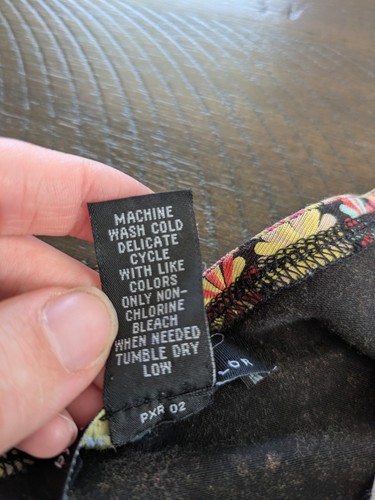 MACHINE
WASH COLD
DELICATE
CYCLE
WITH LIKE
COLORS
ONLY NON-
CHLORINE
BLEACH
WHEN NEEDED
TUMBLE DRY
LOW
PXR 02